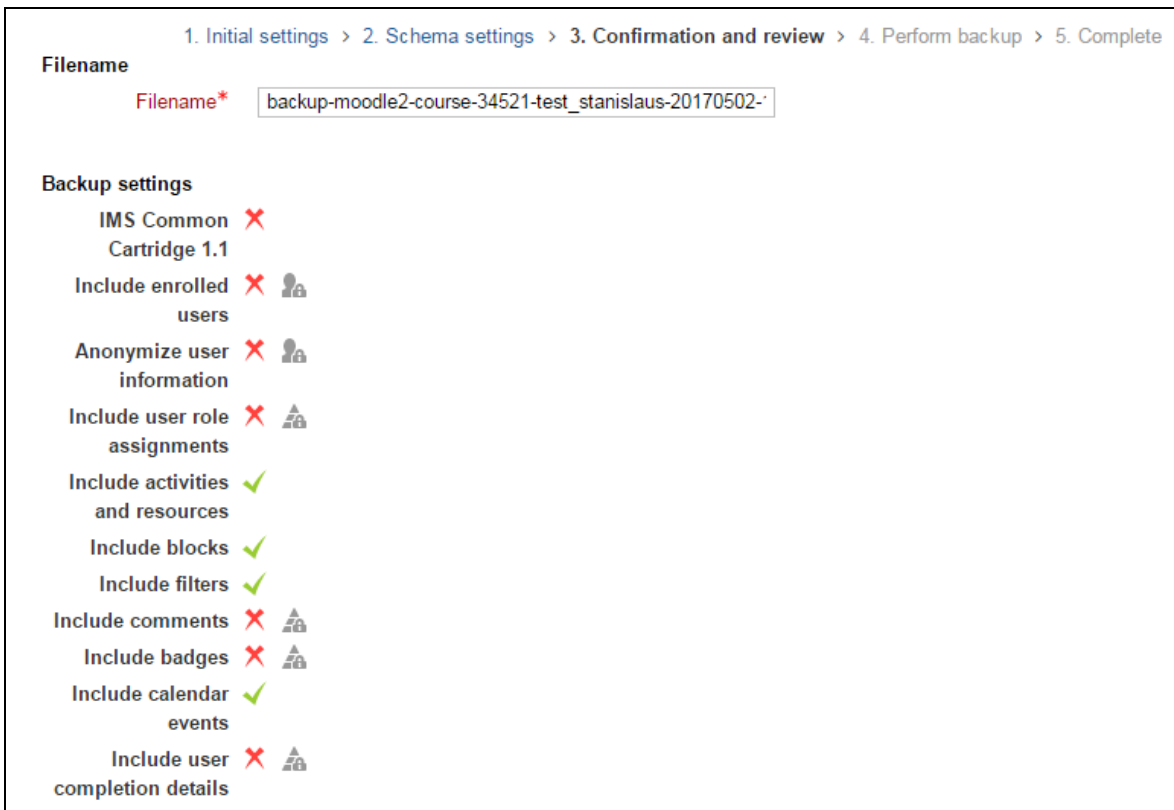 1. Initial settings > 2. Schema settings > 3. Confirmation and review > 4. Perform backup > 5. Complete
Filename
Filename* backup-moodle2-course-34521-test_stanislaus-20170502-
Backup settings
IMS Common
Cartridge 1.1
Include enrolled
users
Anonymize user
information
Include user role
assignments
Include activities
and resources
Include blocks
Include filters
Include comments
Include badges
Include calendar
events
Include user
completion details